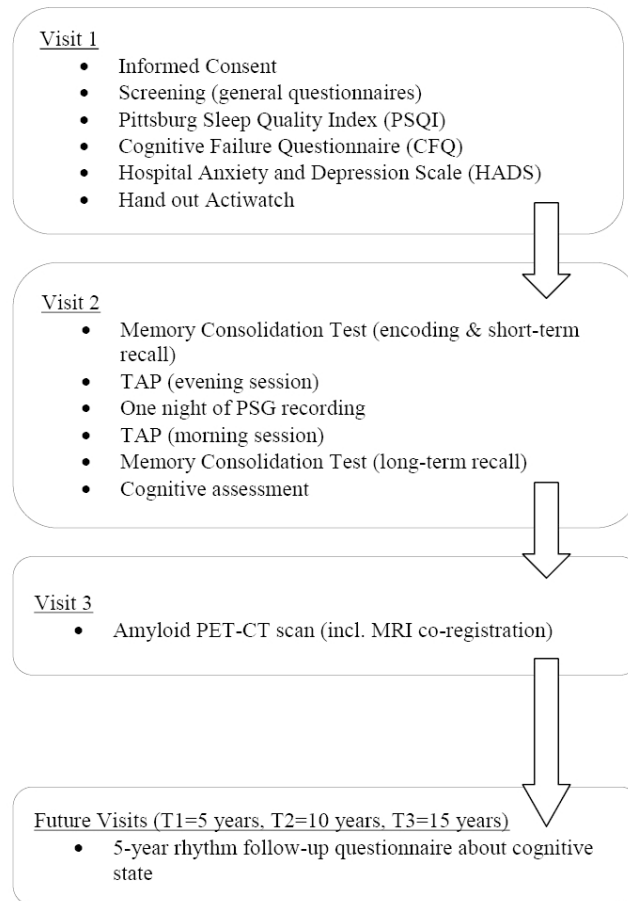 Visit 1
• Informed Consent
• Screening (general questionnaires)
• Pittsburg Sleep Quality Index (PSQI)
• Cognitive Failure Questionnaire (CFQ)
• Hospital Anxiety and Depression Scale (HADS)
• Hand out Actiwatch
Visit 2
• Memory Consolidation Test (encoding & short-term
recall)
• TAP (evening session)
• One night of PSG recording
• TAP (morning session)
• Memory Consolidation Test (long-term recall)
• Cognitive assessment
Visit 3
• Amyloid PET-CT scan (incl. MRI co-registration)
Future Visits (T1=5 years, T2=10 years, T3=15 years)
• 5-year rhythm follow-up questionnaire about cognitive
state